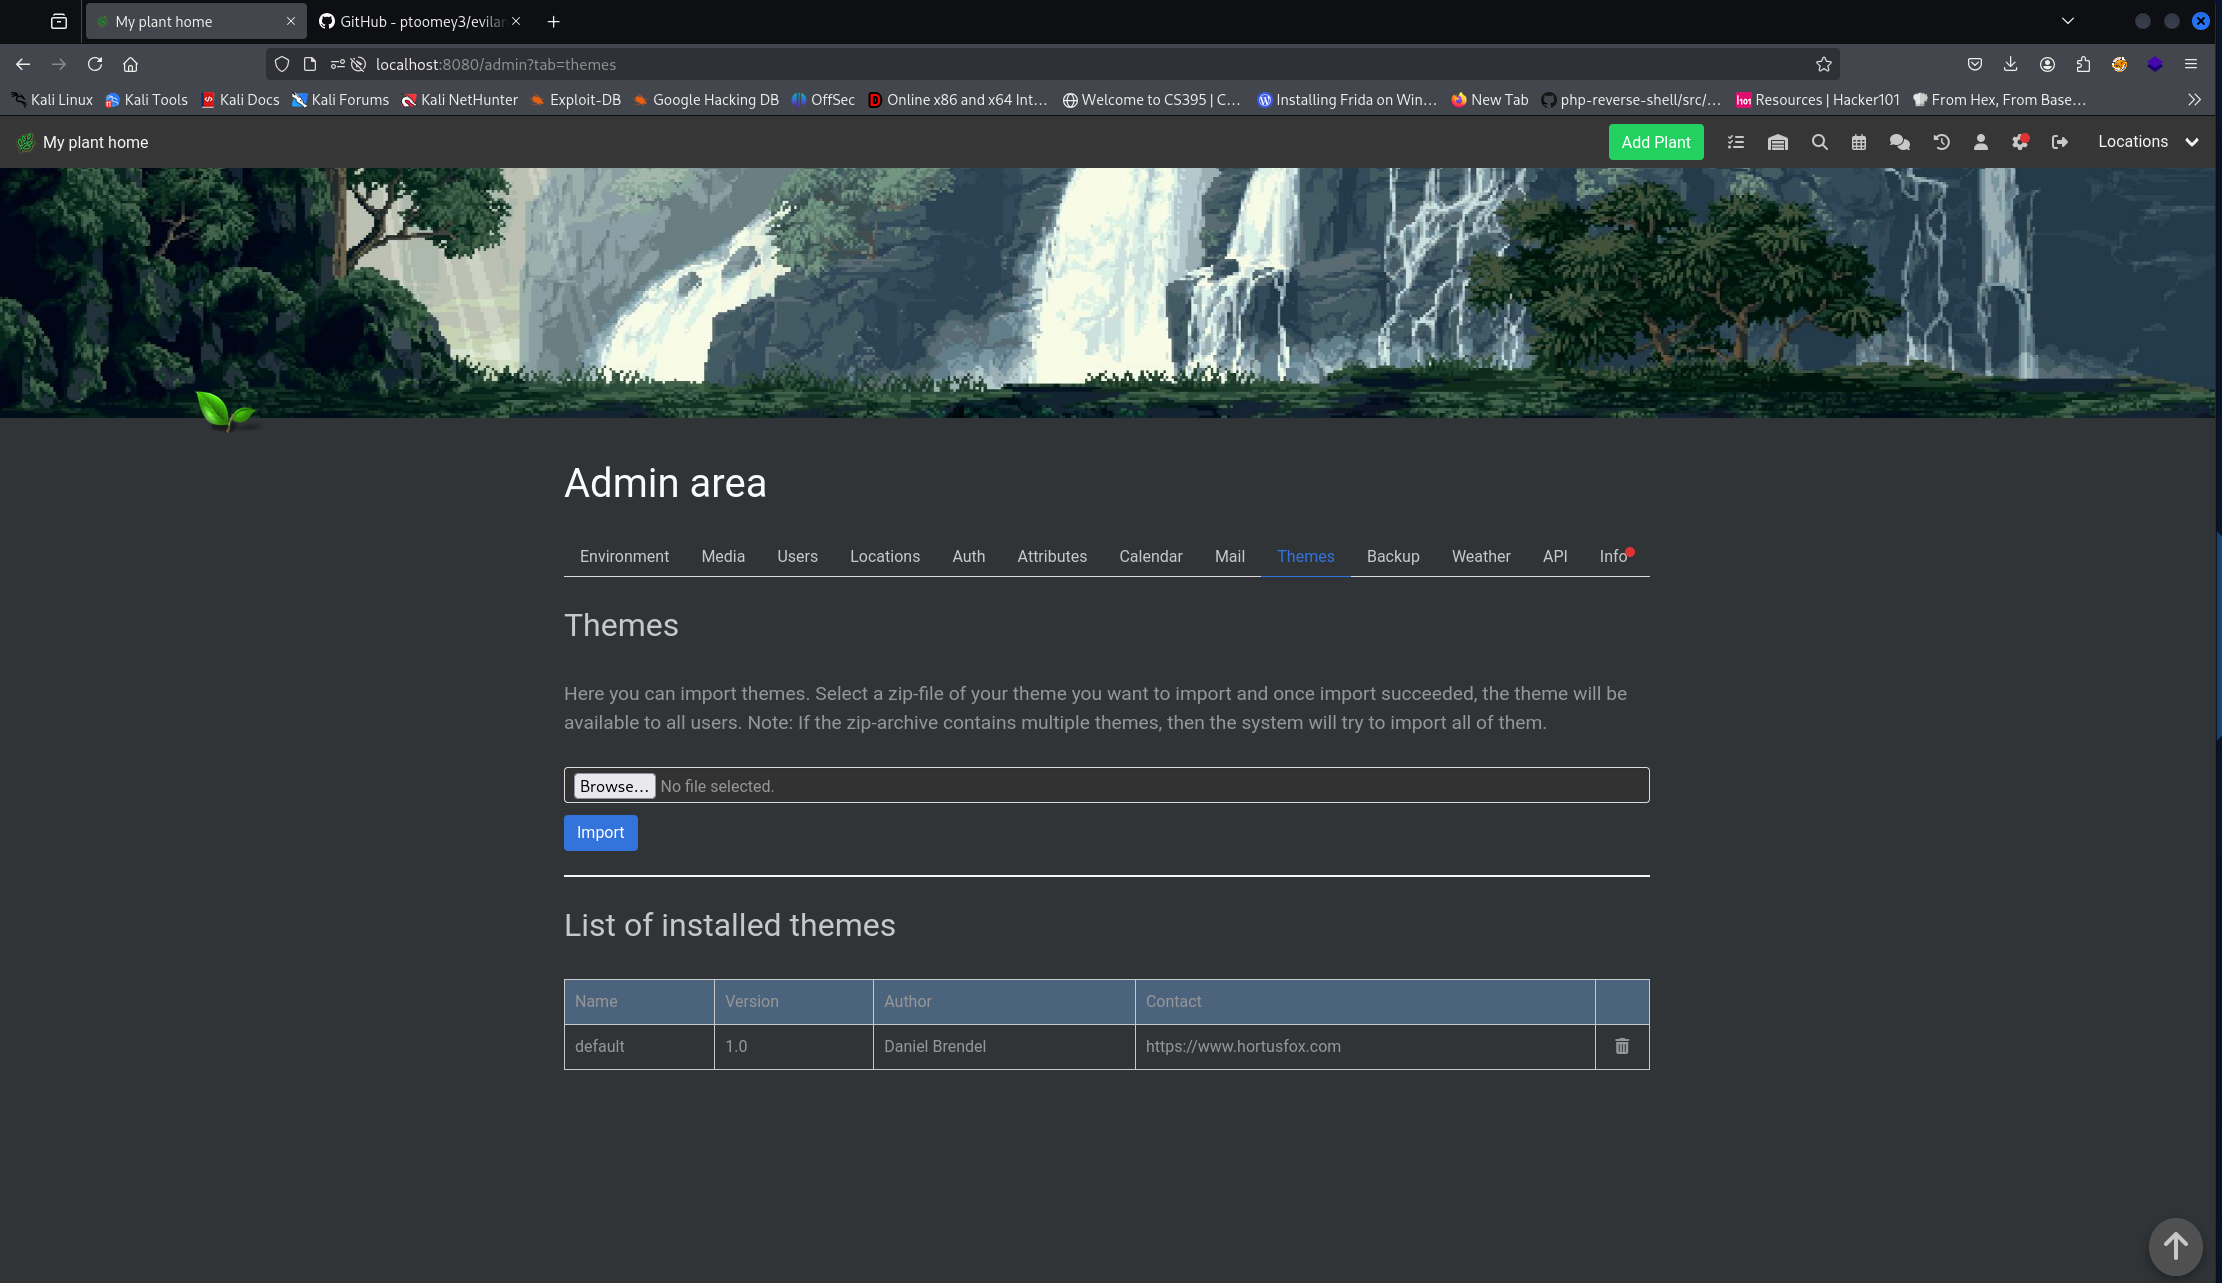 My plant home
GitHub - ptoomey3/evilar
localhost:8080/admin?tab=themes
Kali Linux Kali Tools Kali Docs Kali Forums Kali NetHunter Exploit-DB Google Hacking DB OffSec Online x86 and x64 Int… Welcome to CS395 | C… Installing Frida on Win… New Tab php-reverse-shell/src/… Resources | Hacker101 From Hex, From Base…
My plant home Add Plant Locations
Admin area
Environment Media Users Locations Auth Attributes Calendar Mail Themes Backup Weather API Info
Themes
Here you can import themes. Select a zip-file of your theme you want to import and once import succeeded, the theme will be
available to all users. Note: If the zip-archive contains multiple themes, then the system will try to import all of them.
Browse… No file selected.
Import
List of installed themes
Name Version Author Contact
default 1.0 Daniel Brendel https://www.hortusfox.com